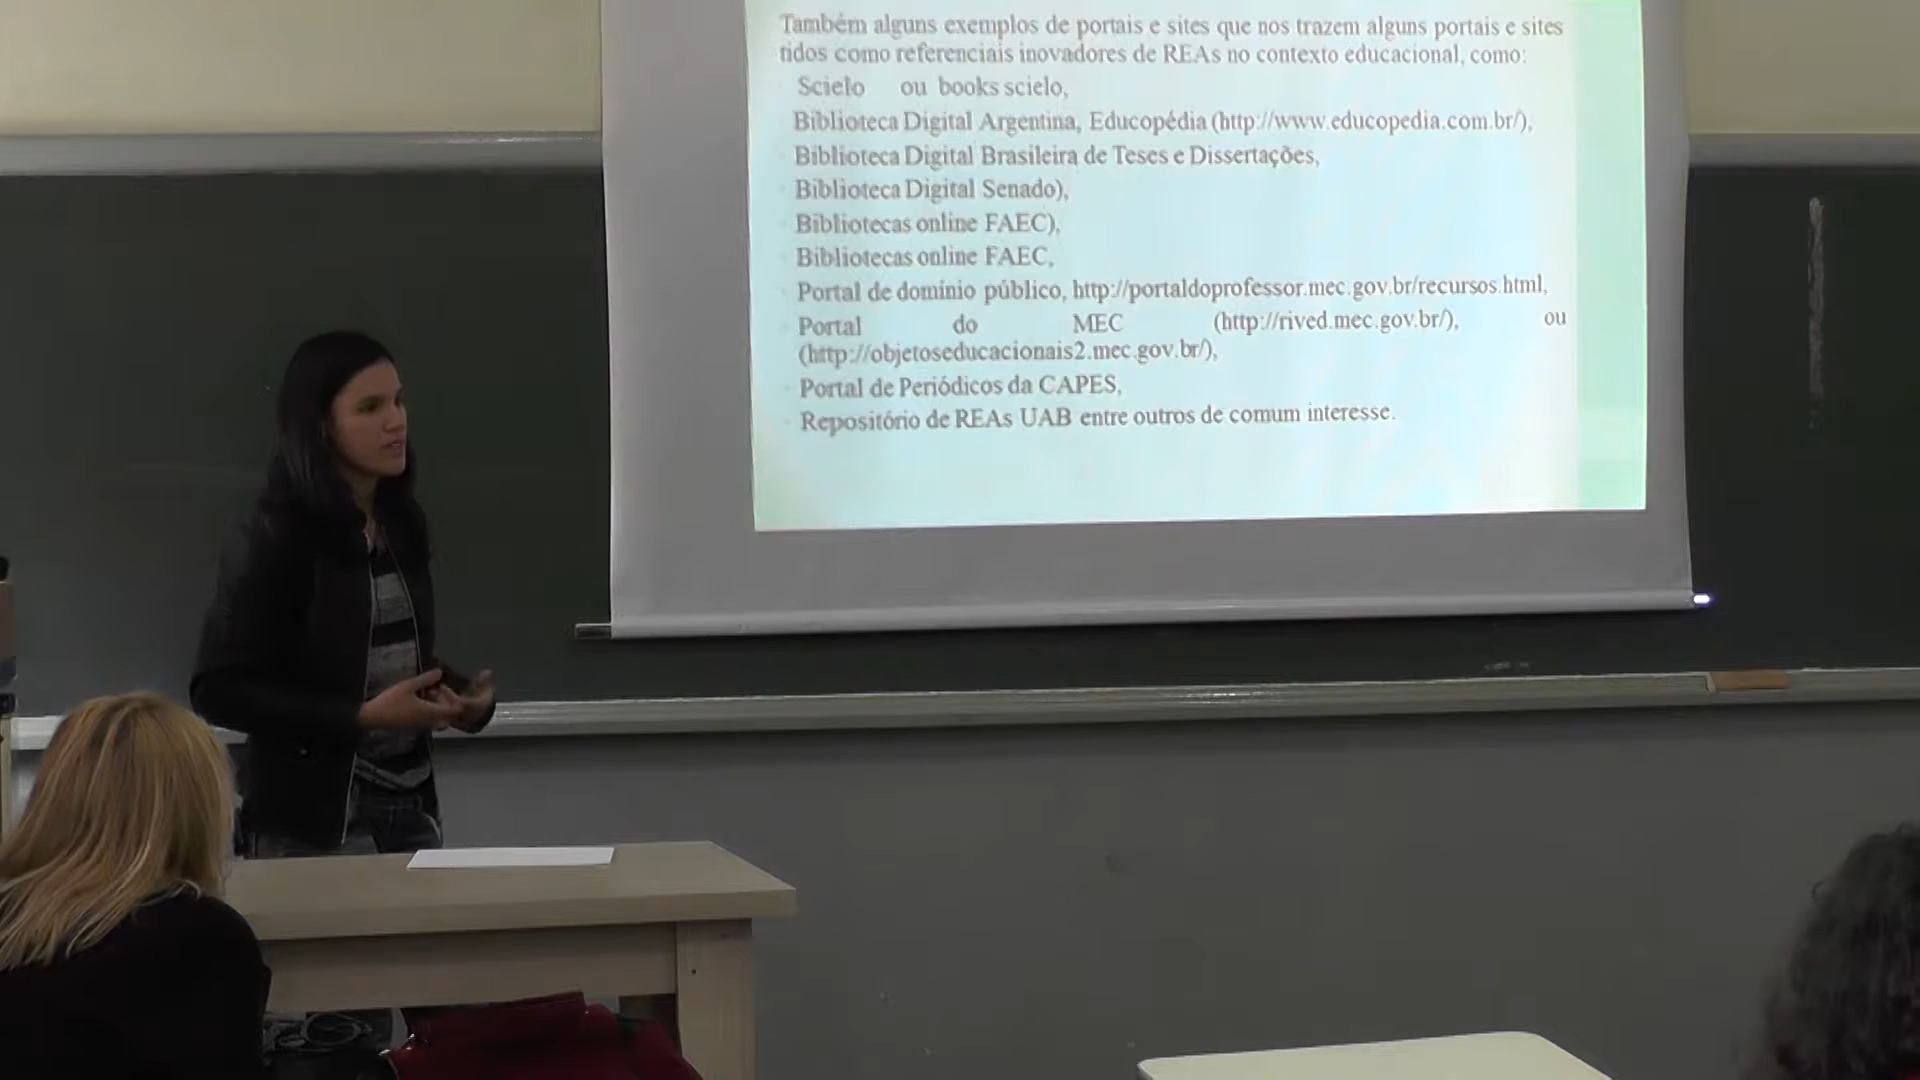 Também alguns exemplos de portais e sites que nos trazem alguns portais e sites
tidos como referenciais inovadores de REAs no contexto educacional, como:
Scielo ou books scielo,
Biblioteca Digital Argentina, Educopédia (http://www.educopedia.com.br/),
Biblioteca Digital Brasileira de Teses e Dissertações,
Biblioteca Digital Senado),
Bibliotecas online FAEC),
Bibliotecas online FAEC,
Portal de domínio público, http://portaldoprofessor.mec.gov.br/recursos.html,
Portal do MEC (http://rived.mec.gov.br/), ou
(http://objetoseducacionais2.mec.gov.br/),
Portal de Periódicos da CAPES,
Repositório de REAs UAB entre outros de comum interesse.